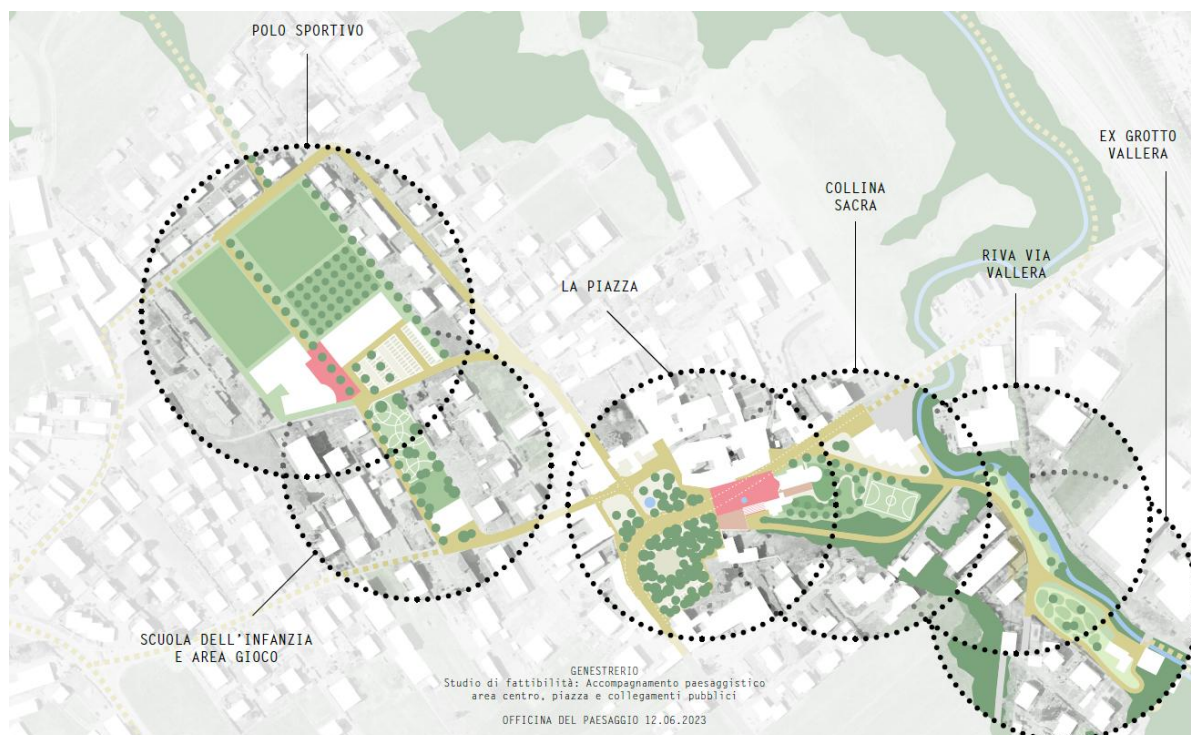 POLO SPORTIVO
EX GROTTO
VALLERA
COLLINA
SACRA
RIVA VIA
VALLERA
LA PIAZZA
SCUOLA DELL'INFANZIA
E AREA GIOCO
GENESTRERIO
Studio di fattibilità: Accompagnamento paesaggistico
area centro, piazza e collegamenti pubblici
OFFICINA DEL PAESAGGIO 12.06.2023